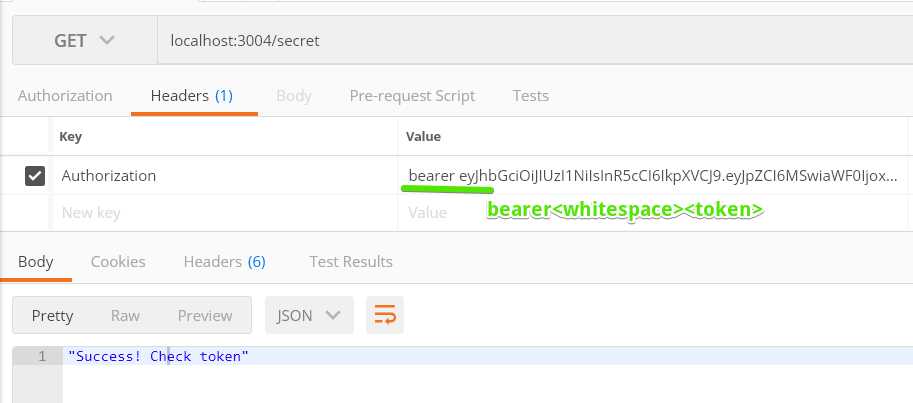 GET localhost:3004/secret
Authorization Headers (1) Body Pre-request Script Tests
Key Value
Authorization bearer eyJhbGciOiJIUzI1NiIsInR5cCI6IkpXVCJ9.eyJpZCI6MSwiaWF0Ijox...
New key Value
bearer<whitespace><token>
Body Cookies Headers (6) Test Results
Pretty Raw Preview JSON
1 "Success! Check token"